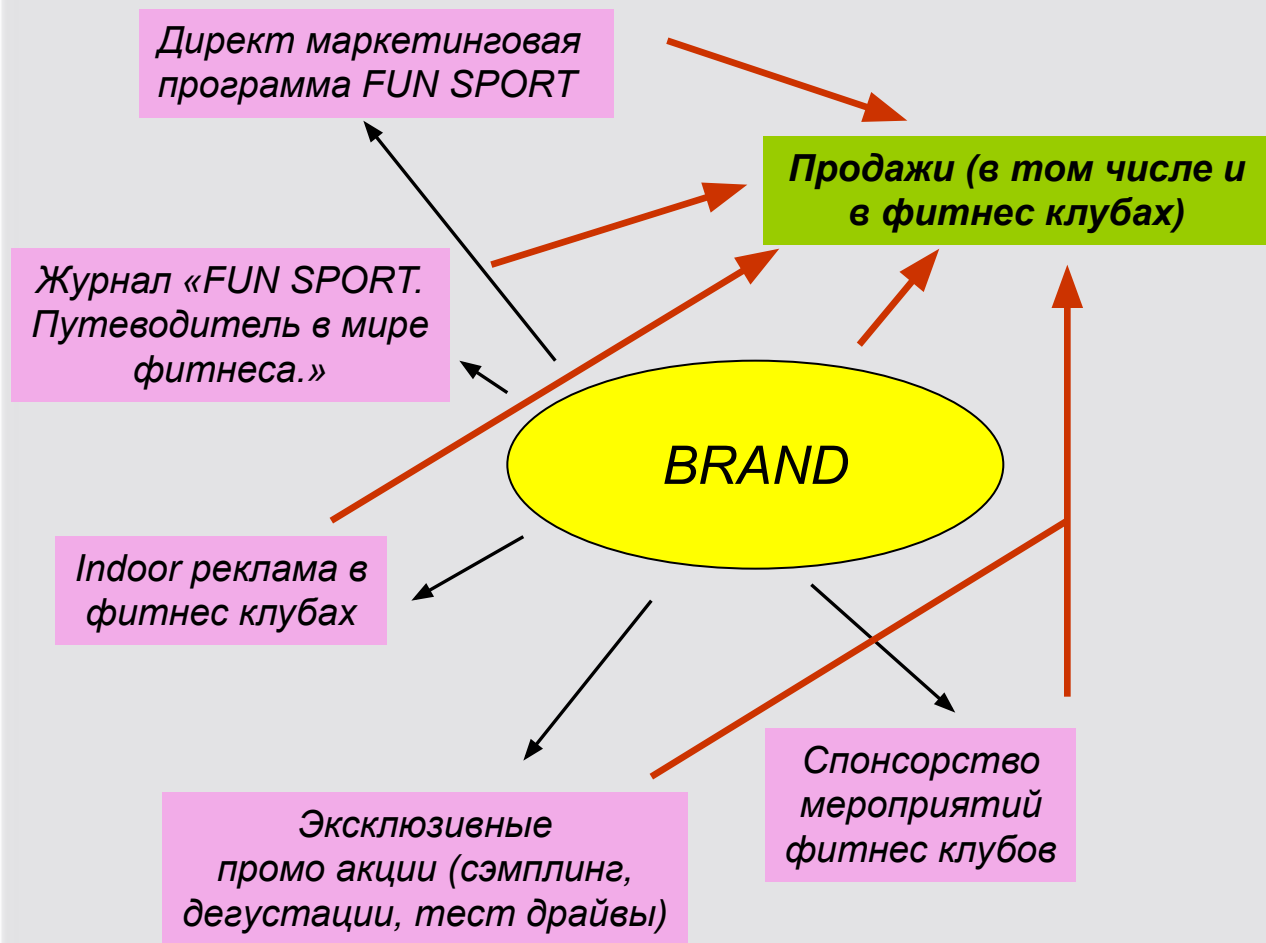 Директ маркетинговая
программа FUN SPORT
Продажи (в том числе и
в фитнес клубах)
Журнал «FUN SPORT.
Путеводитель в мире
фитнеса.»
BRAND
Indoor реклама в
фитнес клубах
Спонсорство
мероприятий
фитнес клубов
Эксклюзивные
промо акции (сэмплинг,
дегустации, тест драйвы)